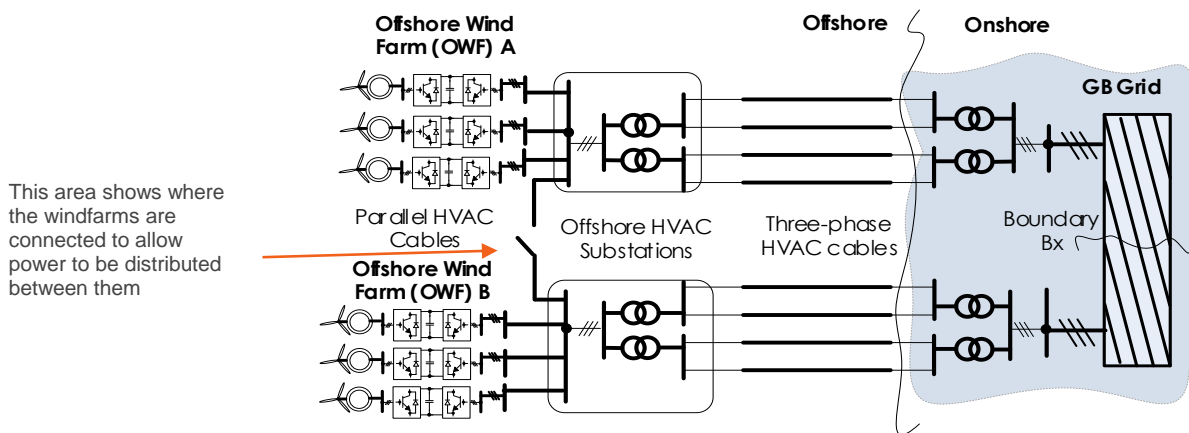 Offshore Wind
Farm (OWF) A
Offshore
Onshore
GB Grid
This area shows where
the windfarms are
connected to allow
power to be distributed
between them
Parallel HVAC
Cables
Offshore HVAC
Substations
Three-phase
HVAC cables
Boundary
Bx
Offshore Wind
Farm (OWF) B